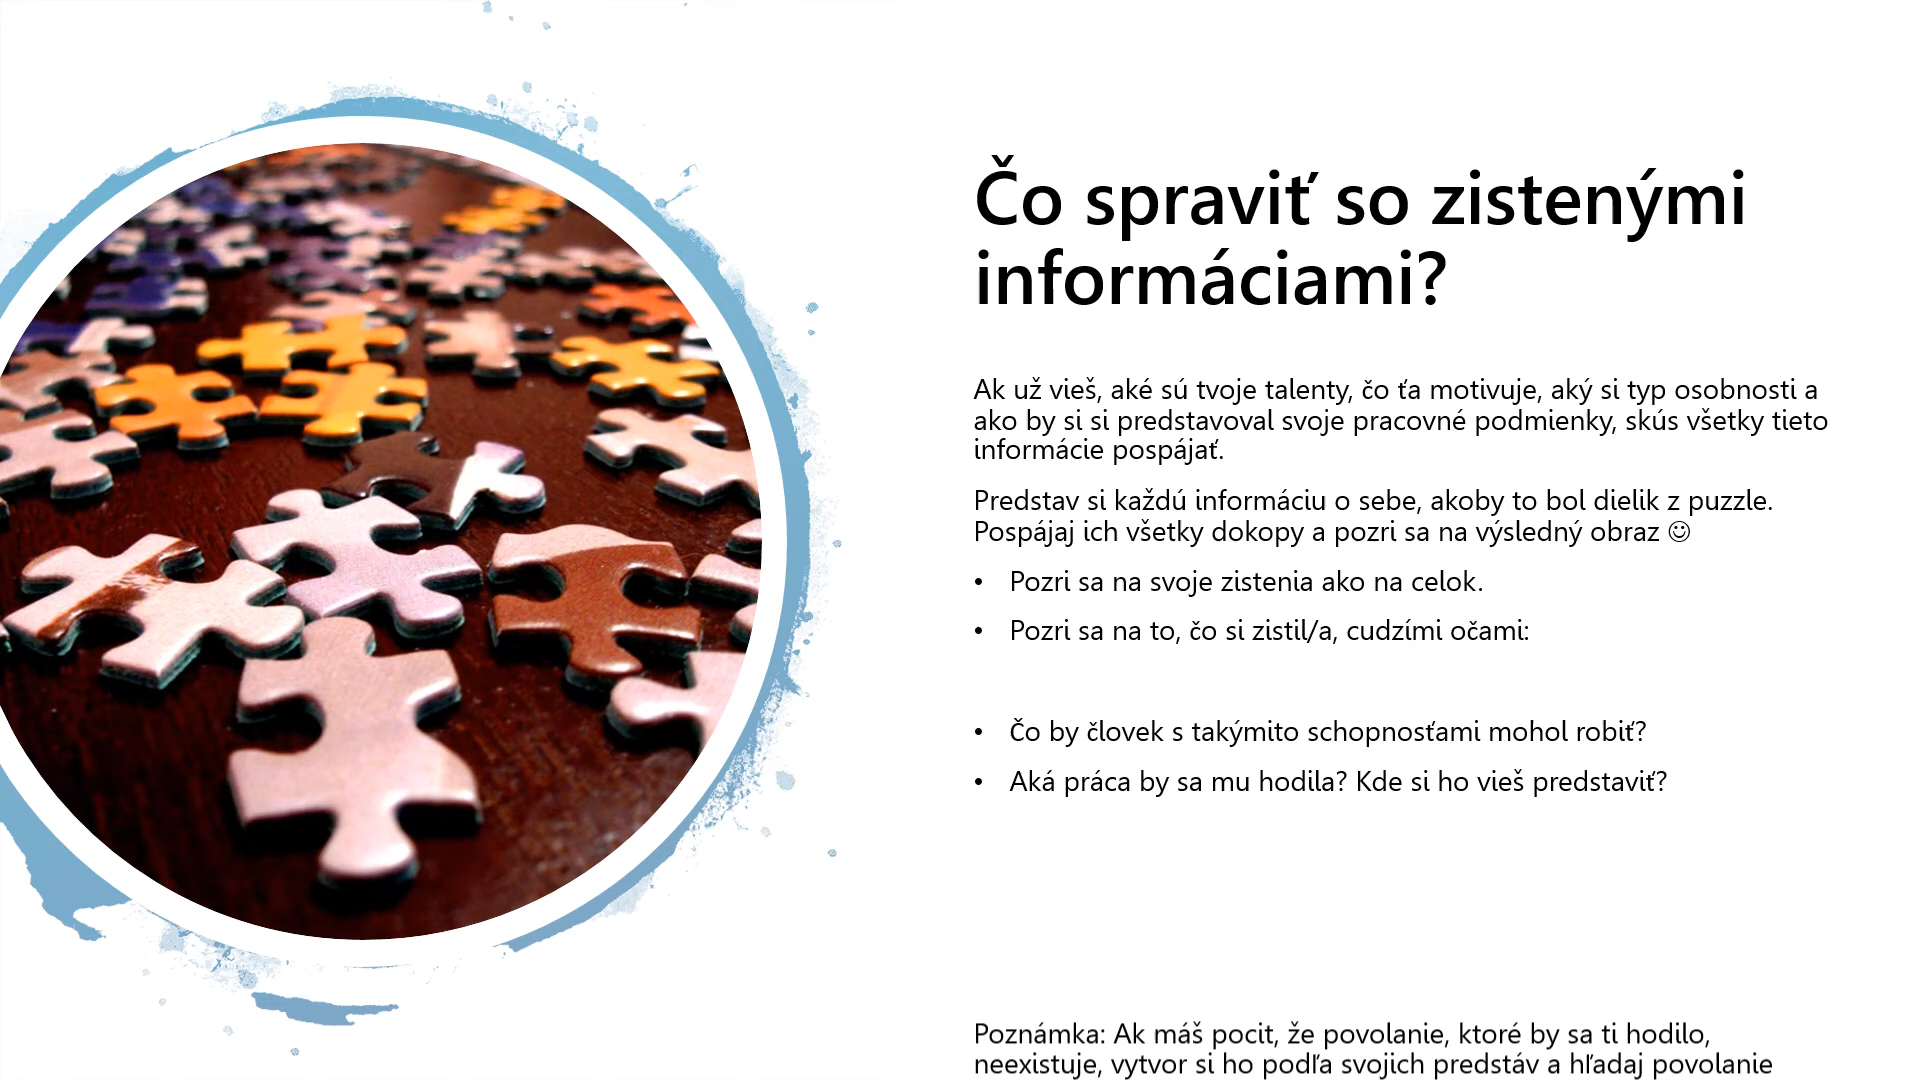 Čo spraviť so zistenými
informáciami?
Ak už vieš, aké sú tvoje talenty, čo ťa motivuje, aký si typ osobnosti a
ako by si si predstavoval svoje pracovné podmienky, skús všetky tieto
informácie pospájať.
Predstav si každú informáciu o sebe, akoby to bol dielik z puzzle.
Pospájaj ich všetky dokopy a pozri sa na výsledný obraz ☺
• Pozri sa na svoje zistenia ako na celok.
• Pozri sa na to, čo si zistil/a, cudzími očami:
• Čo by človek s takýmito schopnosťami mohol robiť?
• Aká práca by sa mu hodila? Kde si ho vieš predstaviť?
Poznámka: Ak máš pocit, že povolanie, ktoré by sa ti hodilo,
neexistuje, vytvor si ho podľa svojich predstáv a hľadaj povolanie